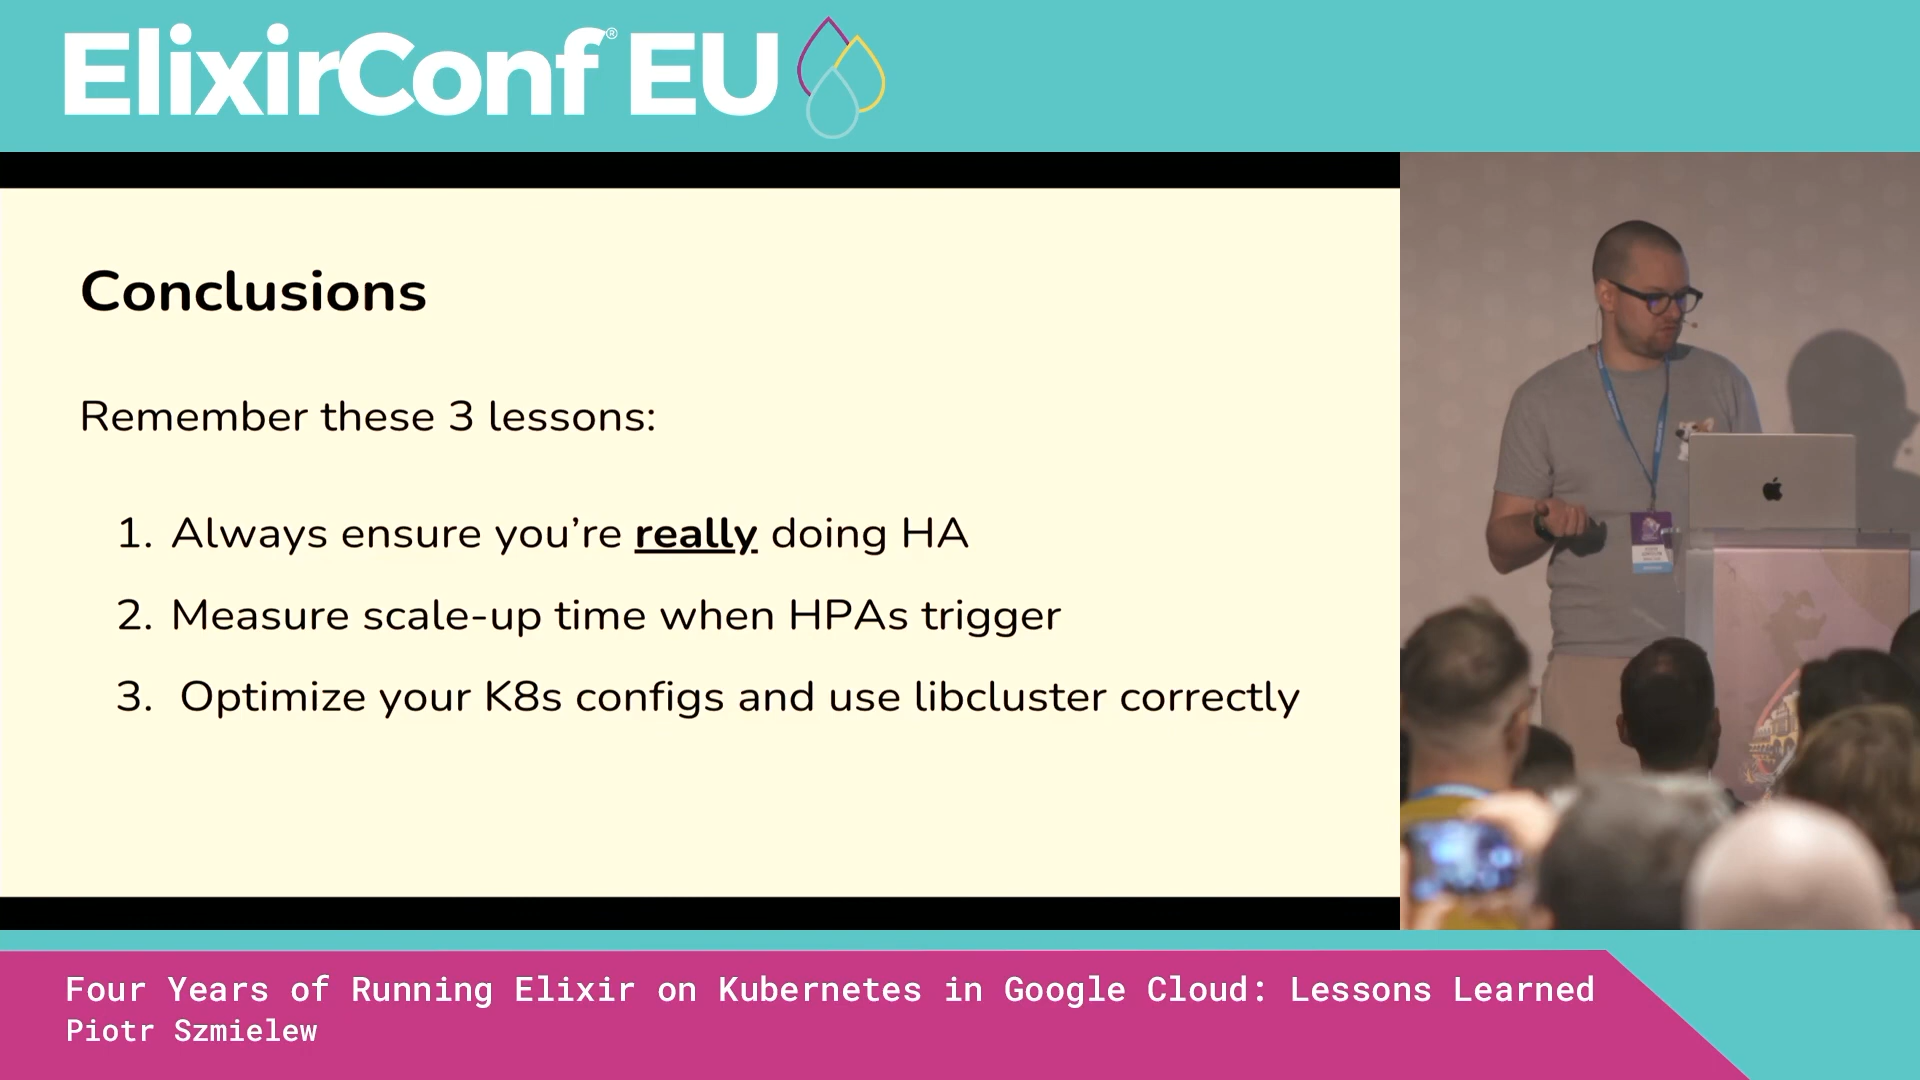 ElixirConf® EU
Conclusions
Remember these 3 lessons:
1. Always ensure you’re really doing HA
2. Measure scale-up time when HPAs trigger
3. Optimize your K8s configs and use libcluster correctly
Four Years of Running Elixir on Kubernetes in Google Cloud: Lessons Learned
Piotr Szmielew